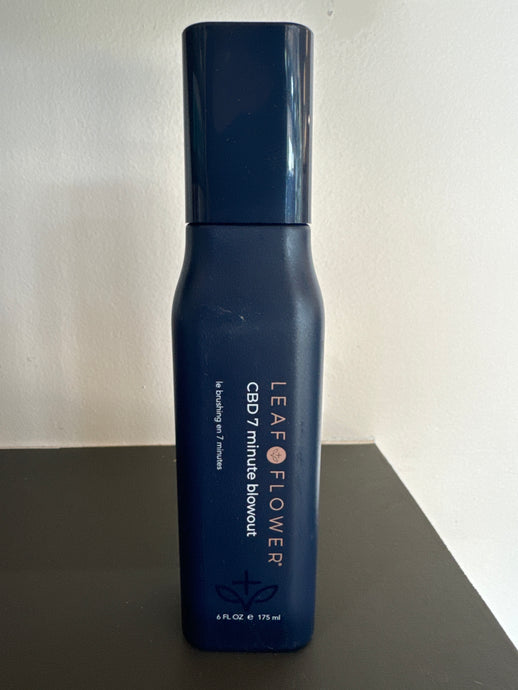 LEAF FLOWER®
CBD 7 minute blowout
le brushing en 7 minutes
6 FL OZ e 175 ml